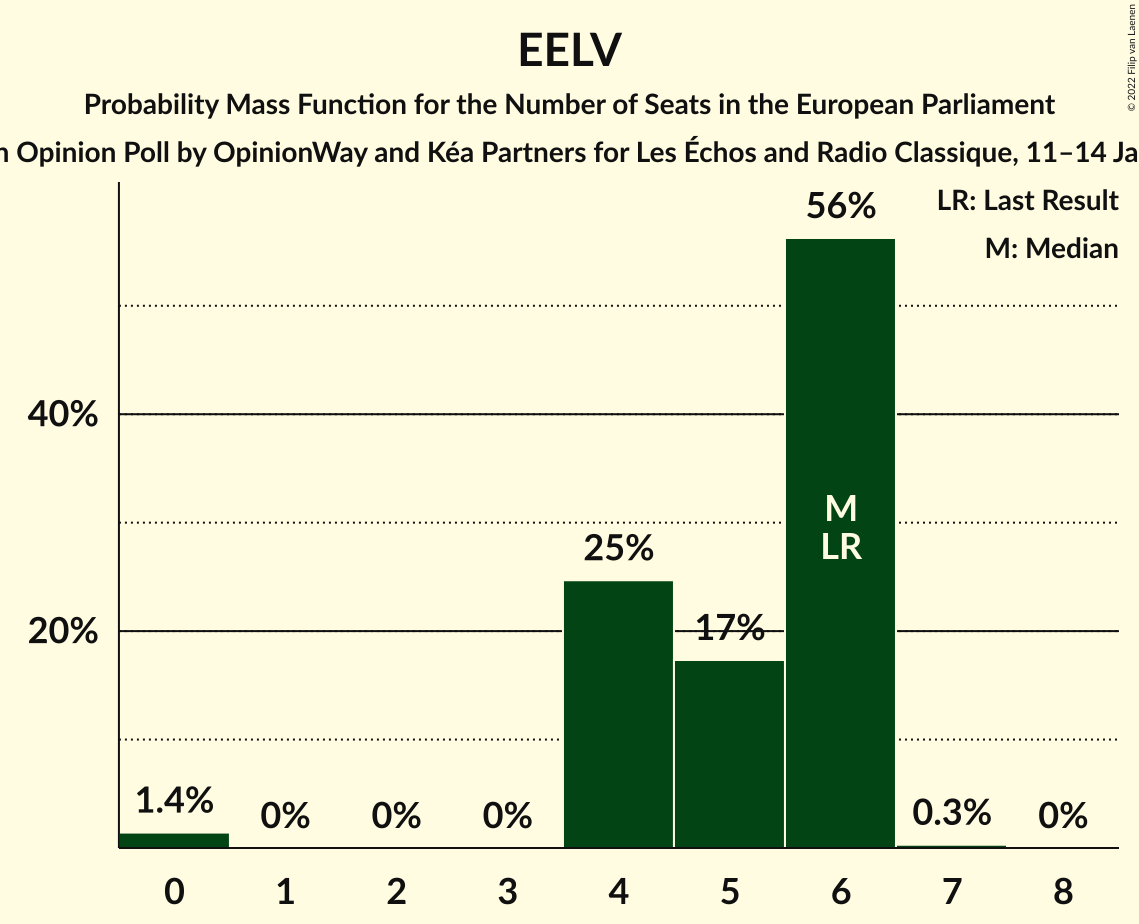 EELV
Probability Mass Function for the Number of Seats in the European Parliament
Opinion Poll by OpinionWay and Kéa Partners for Les Échos and Radio Classique, 11–14
© 2022 Filip van Laenen
LR: Last Result
M: Median
56%
40%
M
LR
25%
20%
17%
1.4%
0%
0%
0%
0.3%
0%
0 1 2 3 4 5 6 7 8